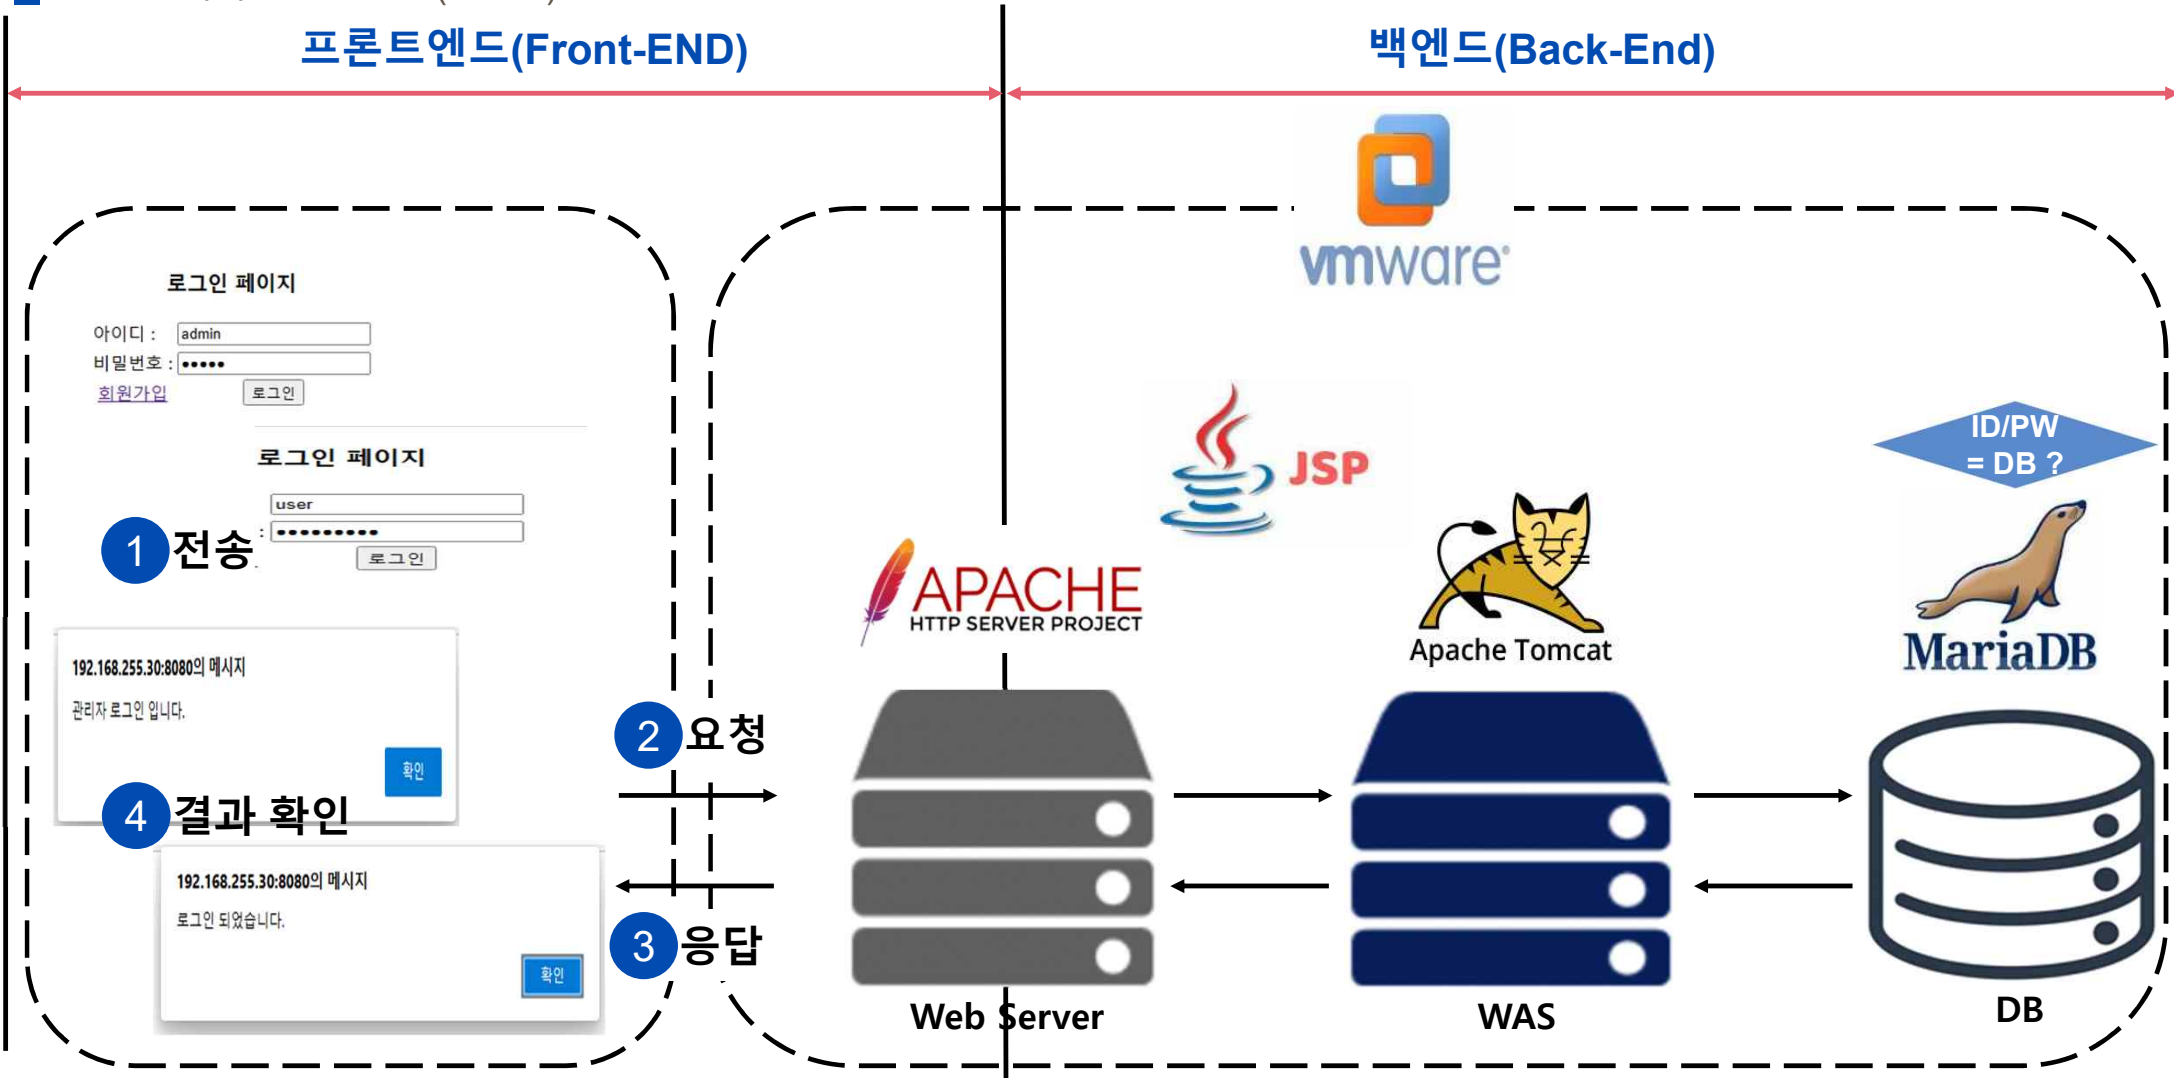 프론트엔드(Front-END)
백엔드(Back-End)
vmware®
로그인 페이지
아이디 : admin
비밀번호 : •••••
회원가입
로그인
로그인 페이지
user
: •••••••••
로그인
1 전송
JSP
ID/PW
= DB ?
APACHE
HTTP SERVER PROJECT
Apache Tomcat
MariaDB
192.168.255.30:8080의 메시지
관리자 로그인 입니다.
확인
2 요청
4 결과 확인
192.168.255.30:8080의 메시지
로그인 되었습니다.
확인
3 응답
Web Server
WAS
DB